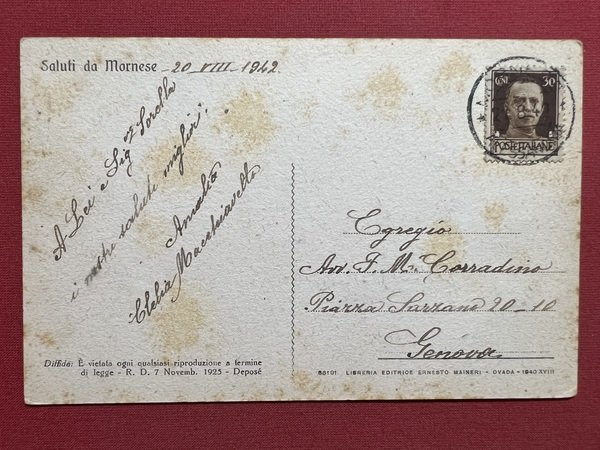 Saluti da Mornese 20 VIII 1942
A Lei e Sig.na Sorella
i nostri saluti migliori
Amalia
Clelia Macchiavello
CENT. 30
POSTE ITALIANE
Egregio
Avv. F. M. Corradino
Piazza Sarzano 20-10
Genova
Diffida: È vietata ogni qualsiasi riproduzione a termine
di legge - R. D. 7 Novemb. 1925 - Deposé
LIBRERIA EDITRICE ERNESTO MAINERI - OVADA - 1940 XVIII